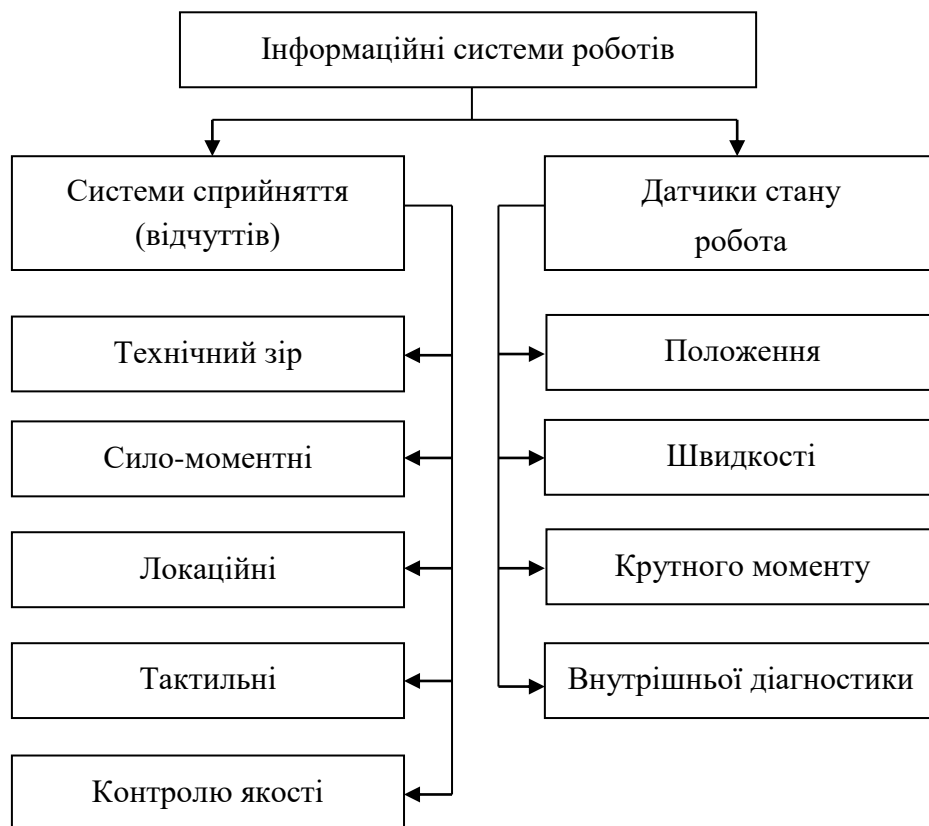 Інформаційні системи роботів
Системи сприйняття
(відчуттів)
Датчики стану
робота
Технічний зір
Положення
Сило-моментні
Швидкості
Локаційні
Крутного моменту
Тактильні
Внутрішньої діагностики
Контролю якості